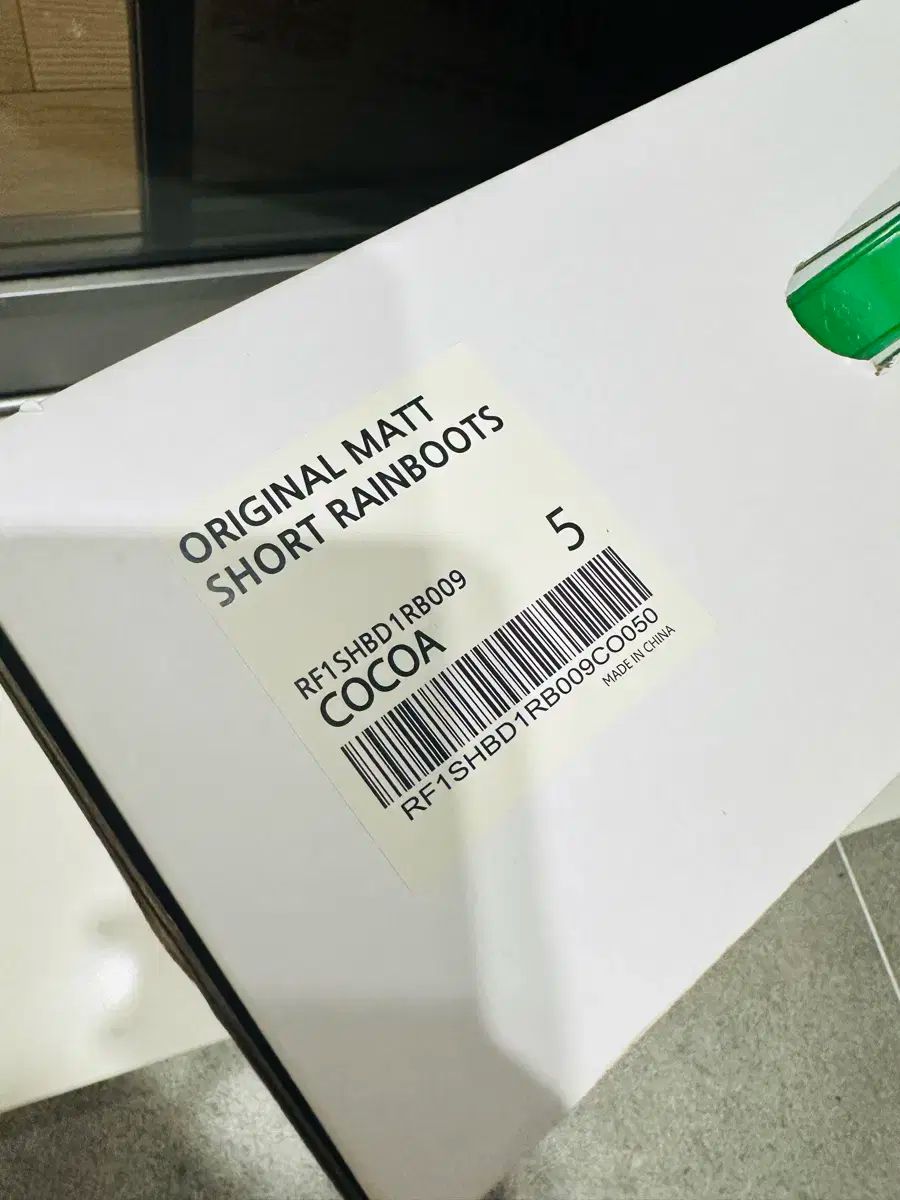 ORIGINAL MATT
SHORT RAINBOOTS
5
RF1SHBD1RB009
COCOA
RF1SHBD1RB009CO050
MADE IN CHINA